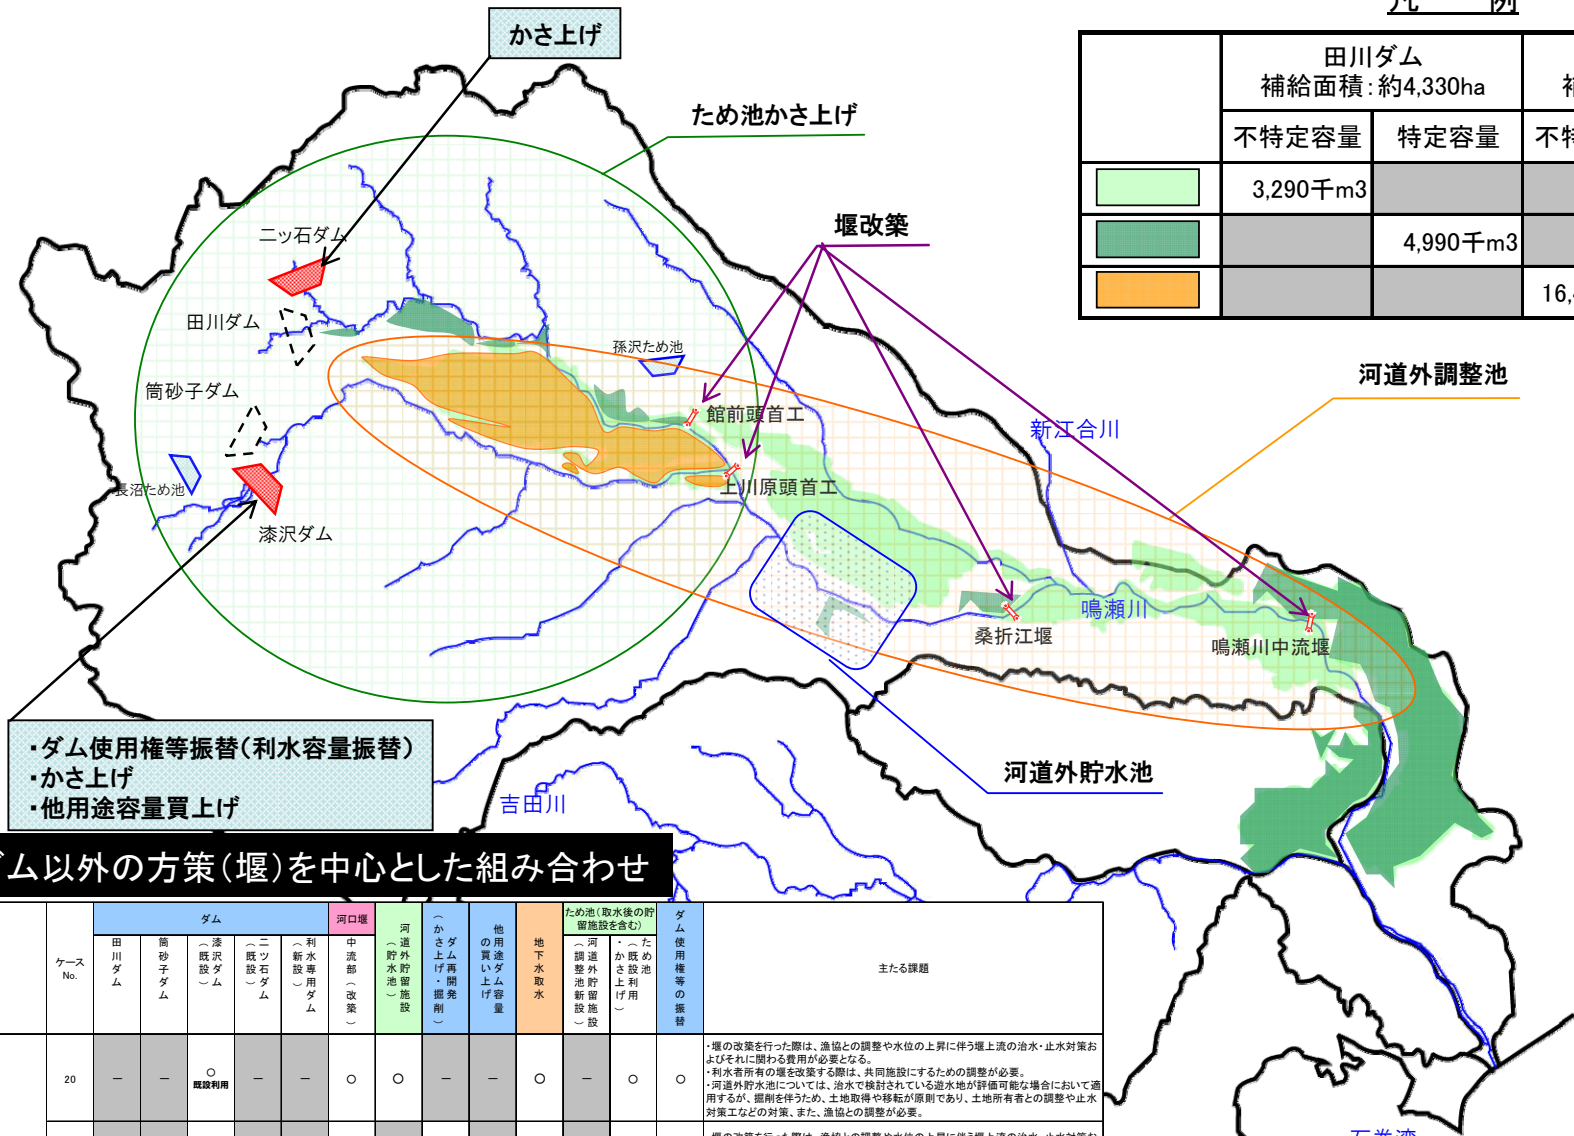 凡　例
田川ダム
補給面積：約4,330ha
不特定容量
特定容量
3,290千m3
4,990千m3
16,
かさ上げ
ため池かさ上げ
堰改築
二ッ石ダム
田川ダム
孫沢ため池
筒砂子ダム
館前頭首工
新江合川
河道外調整池
長沼ため池
上川原頭首工
漆沢ダム
鳴瀬川
桑折江堰
鳴瀬川中流堰
・ダム使用権等振替（利水容量振替）
・かさ上げ
・他用途容量買上げ
河道外貯水池
吉田川
ダム以外の方策（堰）を中心とした組み合わせ
ケース
No.
ダム
田川ダム
筒砂子ダム
漆沢ダム（既設）
二ツ石ダム（既設）
利水専用ダム（新設）
河口堰
中流部（改築）
河道外貯留施設（貯水池）
ダム再開発（かさ上げ・掘削）
他用途ダム容量の買い上げ
地下水取水
ため池（取水後の貯留施設を含む）
河道外貯留施設（調整池新設）
ため池（既設利用・かさ上げ）
ダム使用権等の振替
主たる課題
20 － － ○ － － ○ ○ － － ○ － ○ ○
既設利用
・堰の改築を行った際は、漁協との調整や水位の上昇に伴う堰上流の治水・止水対策お
よびそれに関わる費用が必要となる。
・利水者所有の堰を改築する際は、共同施設にするための調整が必要。
・河道外貯水池については、治水で検討されている遊水地が評価可能な場合において適
用するが、掘削を伴うため、土地取得や移転が原則であり、土地所有者との調整や止水
対策工などの対策、また、漁協との調整が必要。